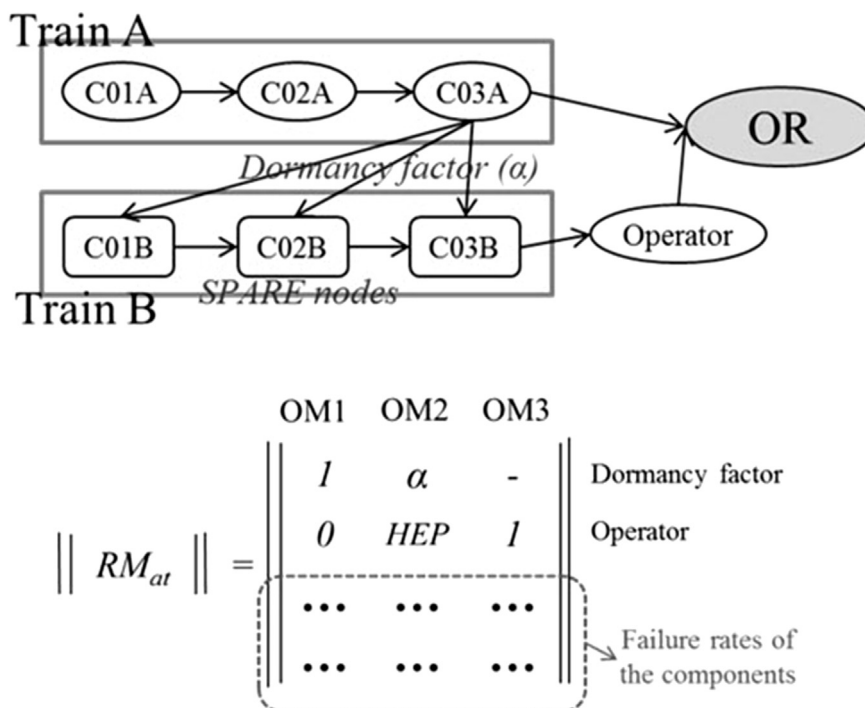 Train A
C01A C02A C03A
OR
Dormancy factor (α)
C01B C02B C03B Operator
SPARE nodes
Train B
OM1 OM2 OM3
1 α - Dormancy factor
0 HEP 1 Operator
|| RM_at || =
••• ••• •••
••• ••• •••
Failure rates of
the components